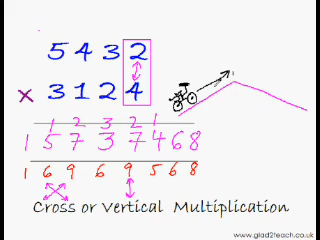 5432
× 3124
1 2 3 2 1
1 5 7 3 7 4 6 8
1 6 9 6 9 5 6 8
Cross or Vertical Multiplication
www.glad2teach.co.uk